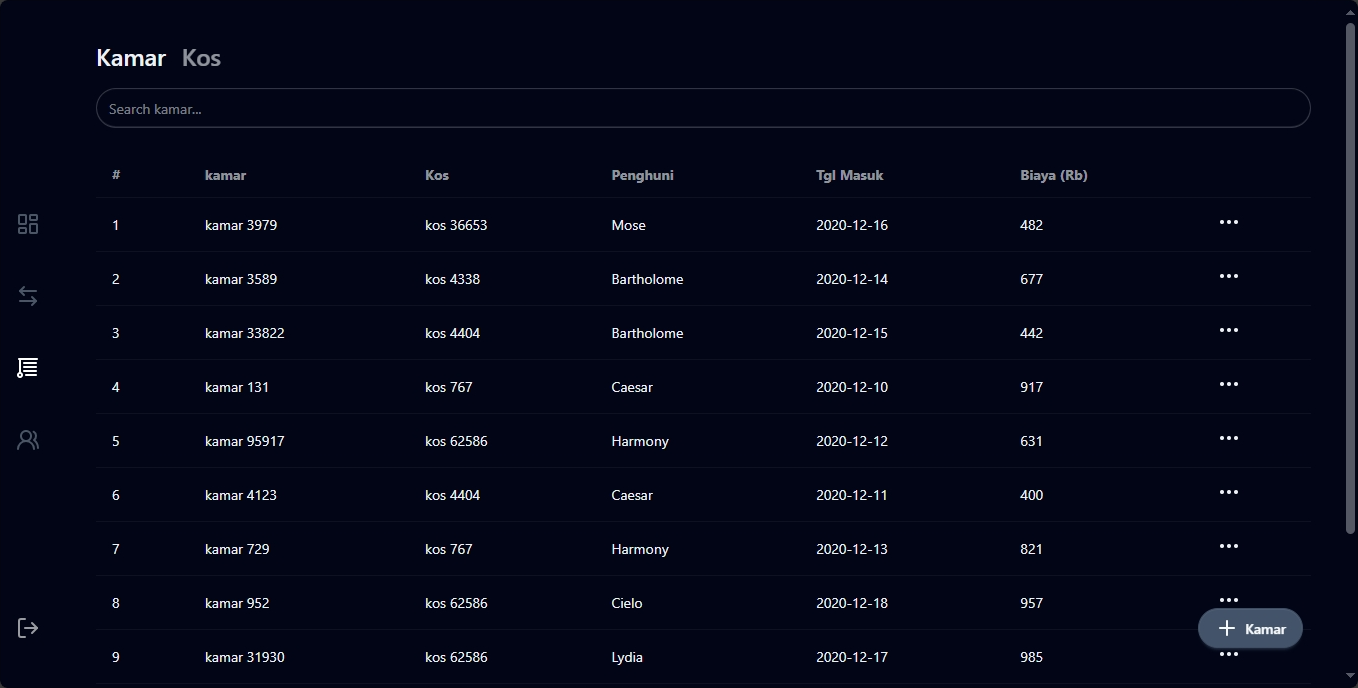 Kamar Kos
Search kamar...
# kamar Kos Penghuni Tgl Masuk Biaya (Rb)
1 kamar 3979 kos 36653 Mose 2020-12-16 482
2 kamar 3589 kos 4338 Bartholome 2020-12-14 677
3 kamar 33822 kos 4404 Bartholome 2020-12-15 442
4 kamar 131 kos 767 Caesar 2020-12-10 917
5 kamar 95917 kos 62586 Harmony 2020-12-12 631
6 kamar 4123 kos 4404 Caesar 2020-12-11 400
7 kamar 729 kos 767 Harmony 2020-12-13 821
8 kamar 952 kos 62586 Cielo 2020-12-18 957
+ Kamar
9 kamar 31930 kos 62586 Lydia 2020-12-17 985